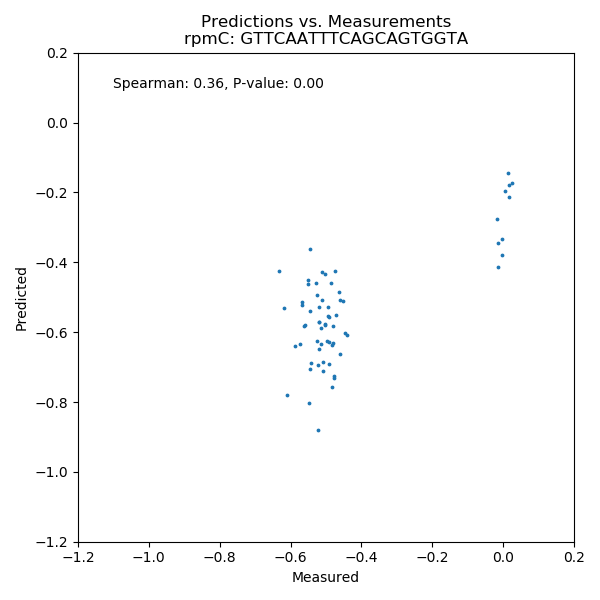 Predictions vs. Measurements
rpmC: GTTCAATTTCAGCAGTGGTA
Spearman: 0.36, P-value: 0.00
0.2
0.0
−0.2
−0.4
−0.6
−0.8
−1.0
−1.2
Predicted
−1.2 −1.0 −0.8 −0.6 −0.4 −0.2 0.0 0.2
Measured